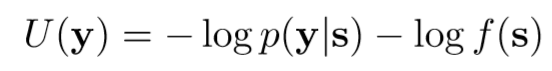 U(y) = − log p(y|s) − log f(s)